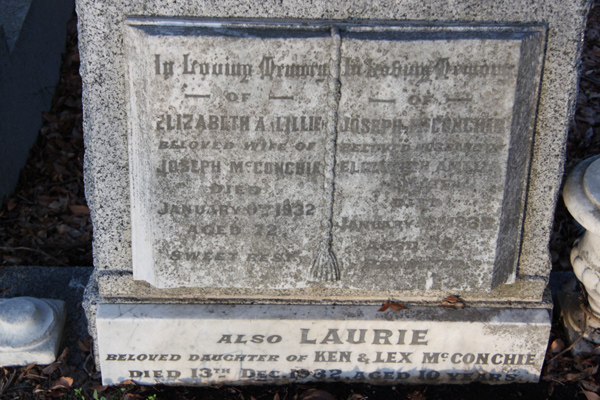 In Loving Memory
OF
ELIZABETH A. LILLIE
BELOVED WIFE OF
JOSEPH McCONCHIE
DIED
JANUARY 9TH 1932
AGED 72
SWEET REST
In Loving Memory
OF
JOSEPH McCONCHIE
BELOVED HUSBAND OF
DIED
JANUARY
AGED
ALSO LAURIE
BELOVED DAUGHTER OF KEN & LEX McCONCHIE
DIED 13TH DEC. 1932 AGED 10 YEARS